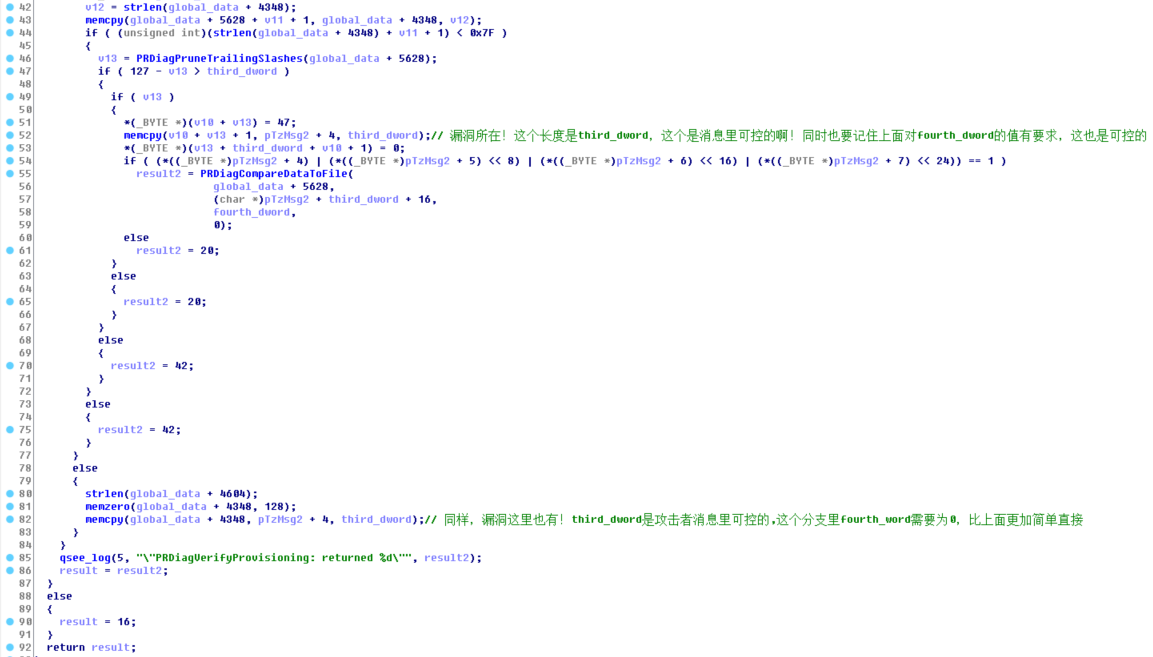 42 v12 = strlen(global_data + 4348);
43 memcpy(global_data + 5628 + v11 + 1, global_data + 4348, v12);
44 if ( (unsigned int)(strlen(global_data + 4348) + v11 + 1) < 0x7F )
45 {
46 v13 = PRDiagPruneTrailingSlashes(global_data + 5628);
47 if ( 127 - v13 > third_dword )
48 {
49 if ( v13 )
50 {
51 *(_BYTE *)(v10 + v13) = 47;
52 memcpy(v10 + v13 + 1, pTzMsg2 + 4, third_dword);// 漏洞所在！这个长度是third_dword，这个是消息里可控的啊！同时也要记住上面对fourth_dword的值有要求，这也是可控的
53 *(_BYTE *)(v13 + third_dword + v10 + 1) = 0;
54 if ( (*((_BYTE *)pTzMsg2 + 4) | (*((_BYTE *)pTzMsg2 + 5) << 8) | (*((_BYTE *)pTzMsg2 + 6) << 16) | (*((_BYTE *)pTzMsg2 + 7) << 24)) == 1 )
55 result2 = PRDiagCompareDataToFile(
56 global_data + 5628,
57 (char *)pTzMsg2 + third_dword + 16,
58 fourth_dword,
59 0);
60 else
61 result2 = 20;
62 }
63 else
64 {
65 result2 = 20;
66 }
67 }
68 else
69 {
70 result2 = 42;
71 }
72 }
73 else
74 {
75 result2 = 42;
76 }
77 }
78 else
79 {
80 strlen(global_data + 4604);
81 memzero(global_data + 4348, 128);
82 memcpy(global_data + 4348, pTzMsg2 + 4, third_dword);// 同样，漏洞这里也有！third_dword是攻击者消息里可控的,这个分支里fourth_word需要为0，比上面更加简单直接
83 }
84 }
85 qsee_log(5, "\"PRDiagVerifyProvisioning: returned %d\"", result2);
86 result = result2;
87 }
88 else
89 {
90 result = 16;
91 }
92 return result;